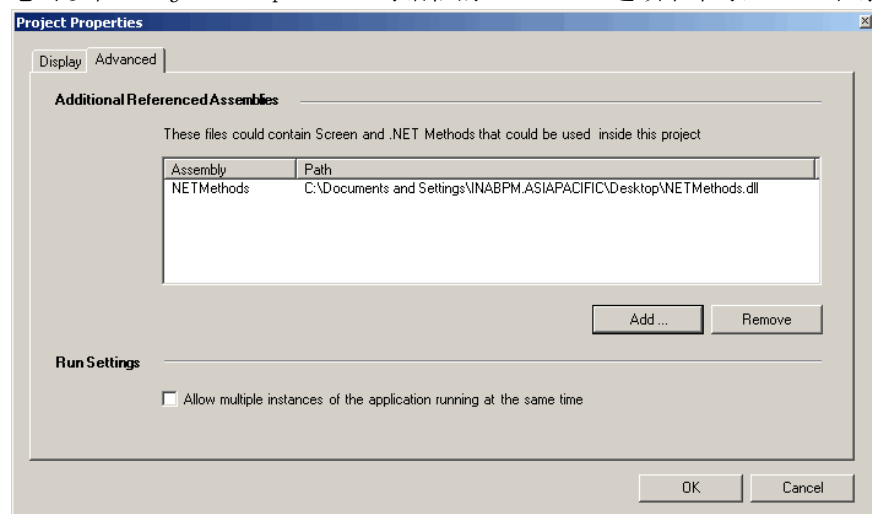 Project Properties
Display Advanced
Additional Referenced Assemblies
These files could contain Screen and .NET Methods that could be used inside this project
Assembly Path
NETMethods C:\Documents and Settings\INABPM.ASIAPACIFIC\Desktop\NETMethods.dll
Add ... Remove
Run Settings
Allow multiple instances of the application running at the same time
OK Cancel